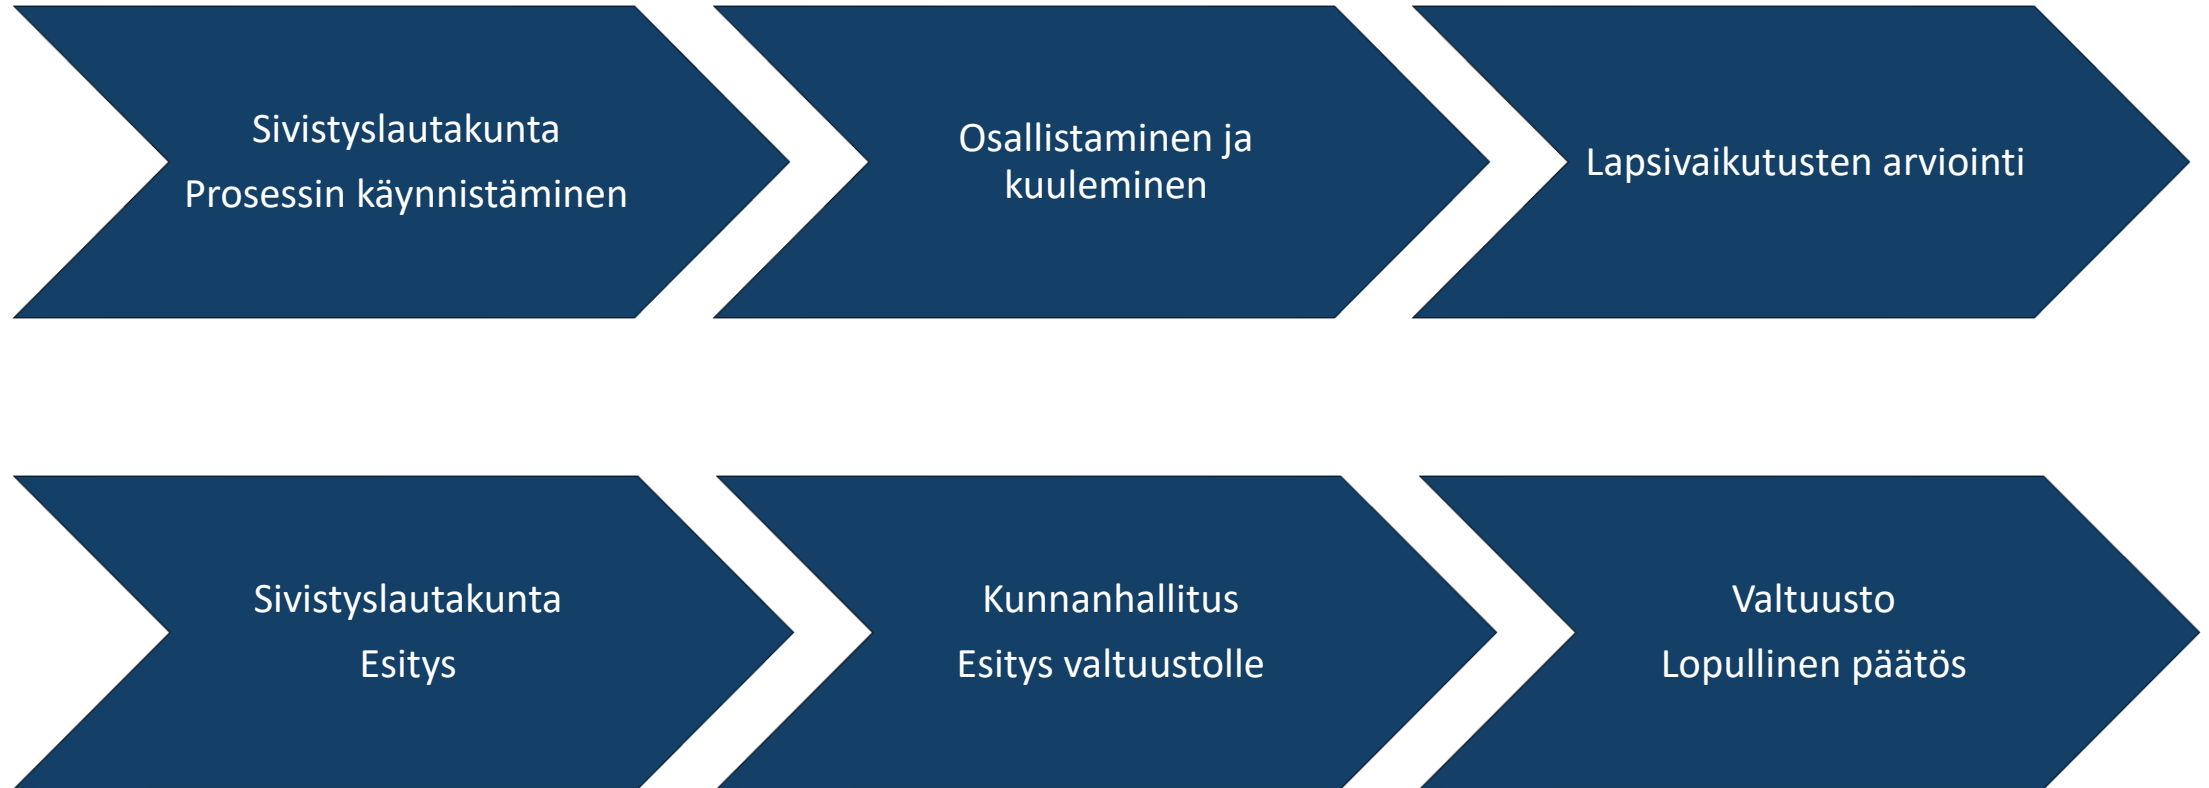 Sivistyslautakunta
Prosessin käynnistäminen
Osallistaminen ja
kuuleminen
Lapsivaikutusten arviointi
Sivistyslautakunta
Esitys
Kunnanhallitus
Esitys valtuustolle
Valtuusto
Lopullinen päätös